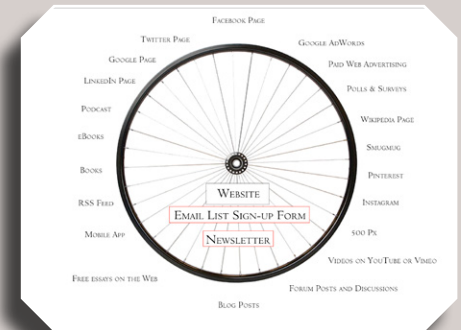 Facebook Page
Twitter Page
Google AdWords
Google Page
Paid Web Advertising
LinkedIn Page
Polls & Surveys
Podcast
Wikipedia Page
eBooks
Smugmug
Books
Pinterest
Website
RSS Feed
Instagram
Email List Sign-up Form
Mobile App
500 Px
Newsletter
Videos on YouTube or Vimeo
Free essays on the Web
Forum Posts and Discussions
Blog Posts